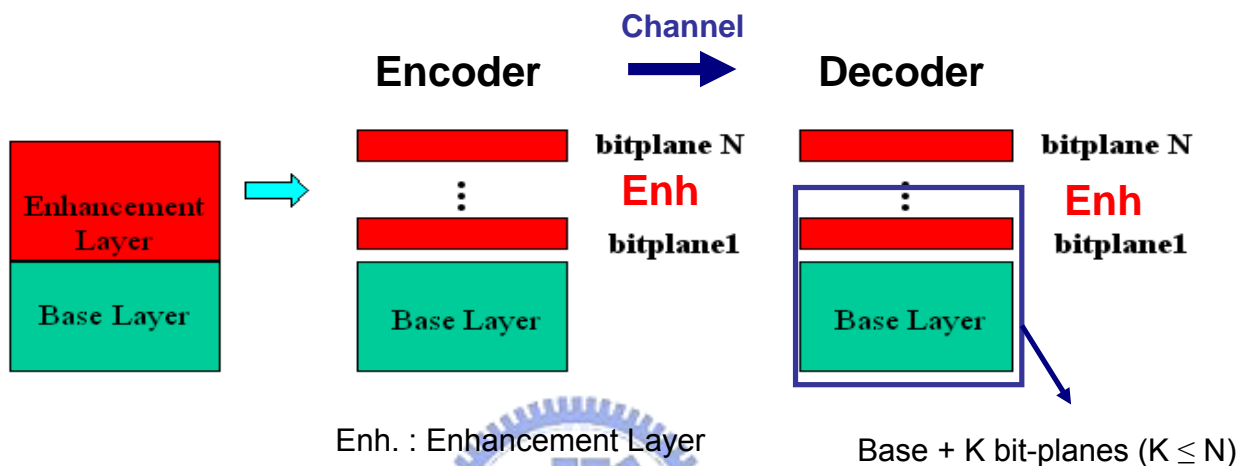 Channel
Encoder
Decoder
Enhancement
Layer
Base Layer
bitplane N
Enh
bitplane1
Base Layer
bitplane N
Enh
bitplane1
Base Layer
Enh. : Enhancement Layer
Base + K bit-planes (K ≤ N)